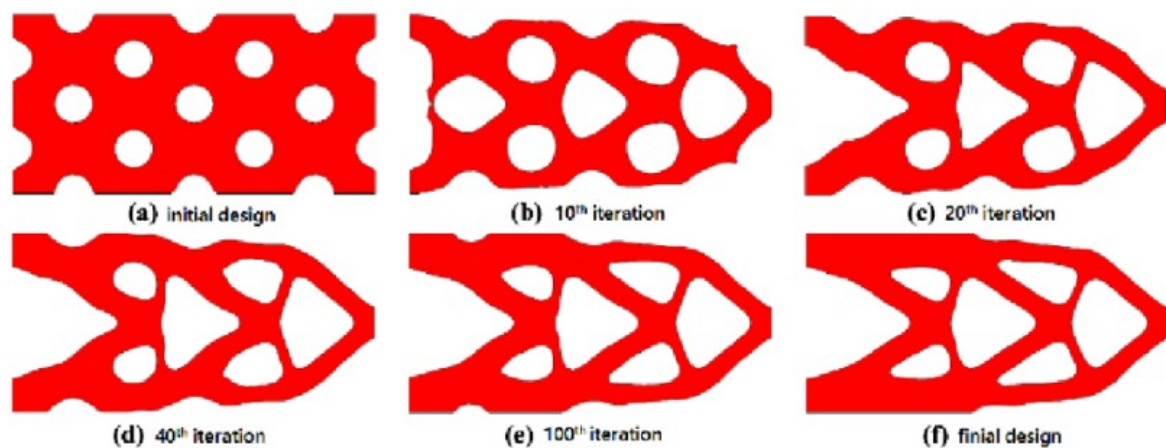 (a) initial design
(b) 10th iteration
(c) 20th iteration
(d) 40th iteration
(e) 100th iteration
(f) finial design